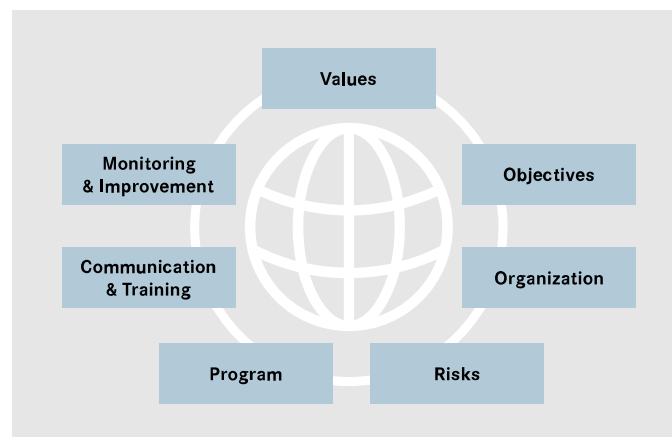 Values
Monitoring
& Improvement
Objectives
Communication
& Training
Organization
Program
Risks